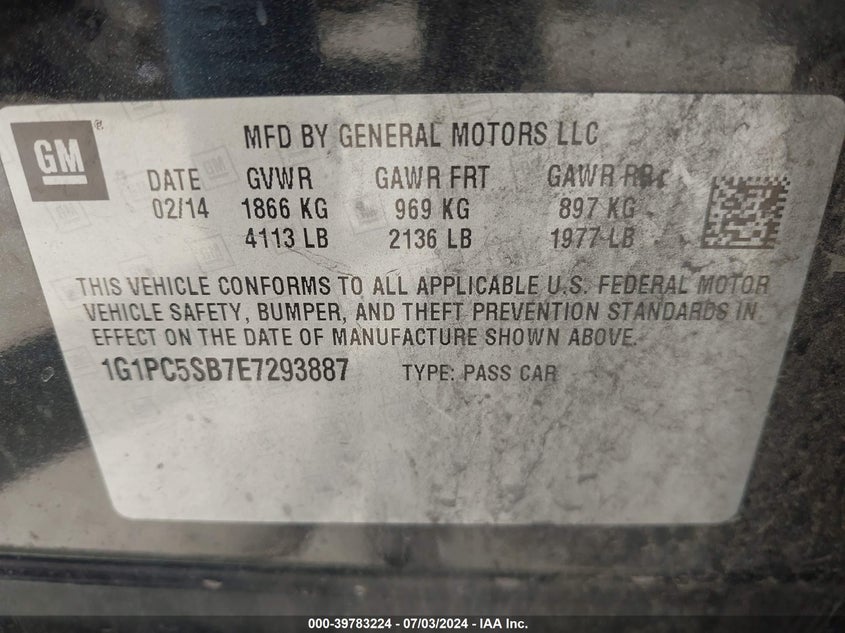 GM
MFD BY GENERAL MOTORS LLC
DATE GVWR GAWR FRT GAWR RR
02/14 1866 KG 969 KG 897 KG
4113 LB 2136 LB 1977 LB
THIS VEHICLE CONFORMS TO ALL APPLICABLE U.S. FEDERAL MOTOR
VEHICLE SAFETY, BUMPER, AND THEFT PREVENTION STANDARDS IN
EFFECT ON THE DATE OF MANUFACTURE SHOWN ABOVE.
1G1PC5SB7E7293887 TYPE: PASS CAR
000-39783224 - 07/03/2024 - IAA Inc.